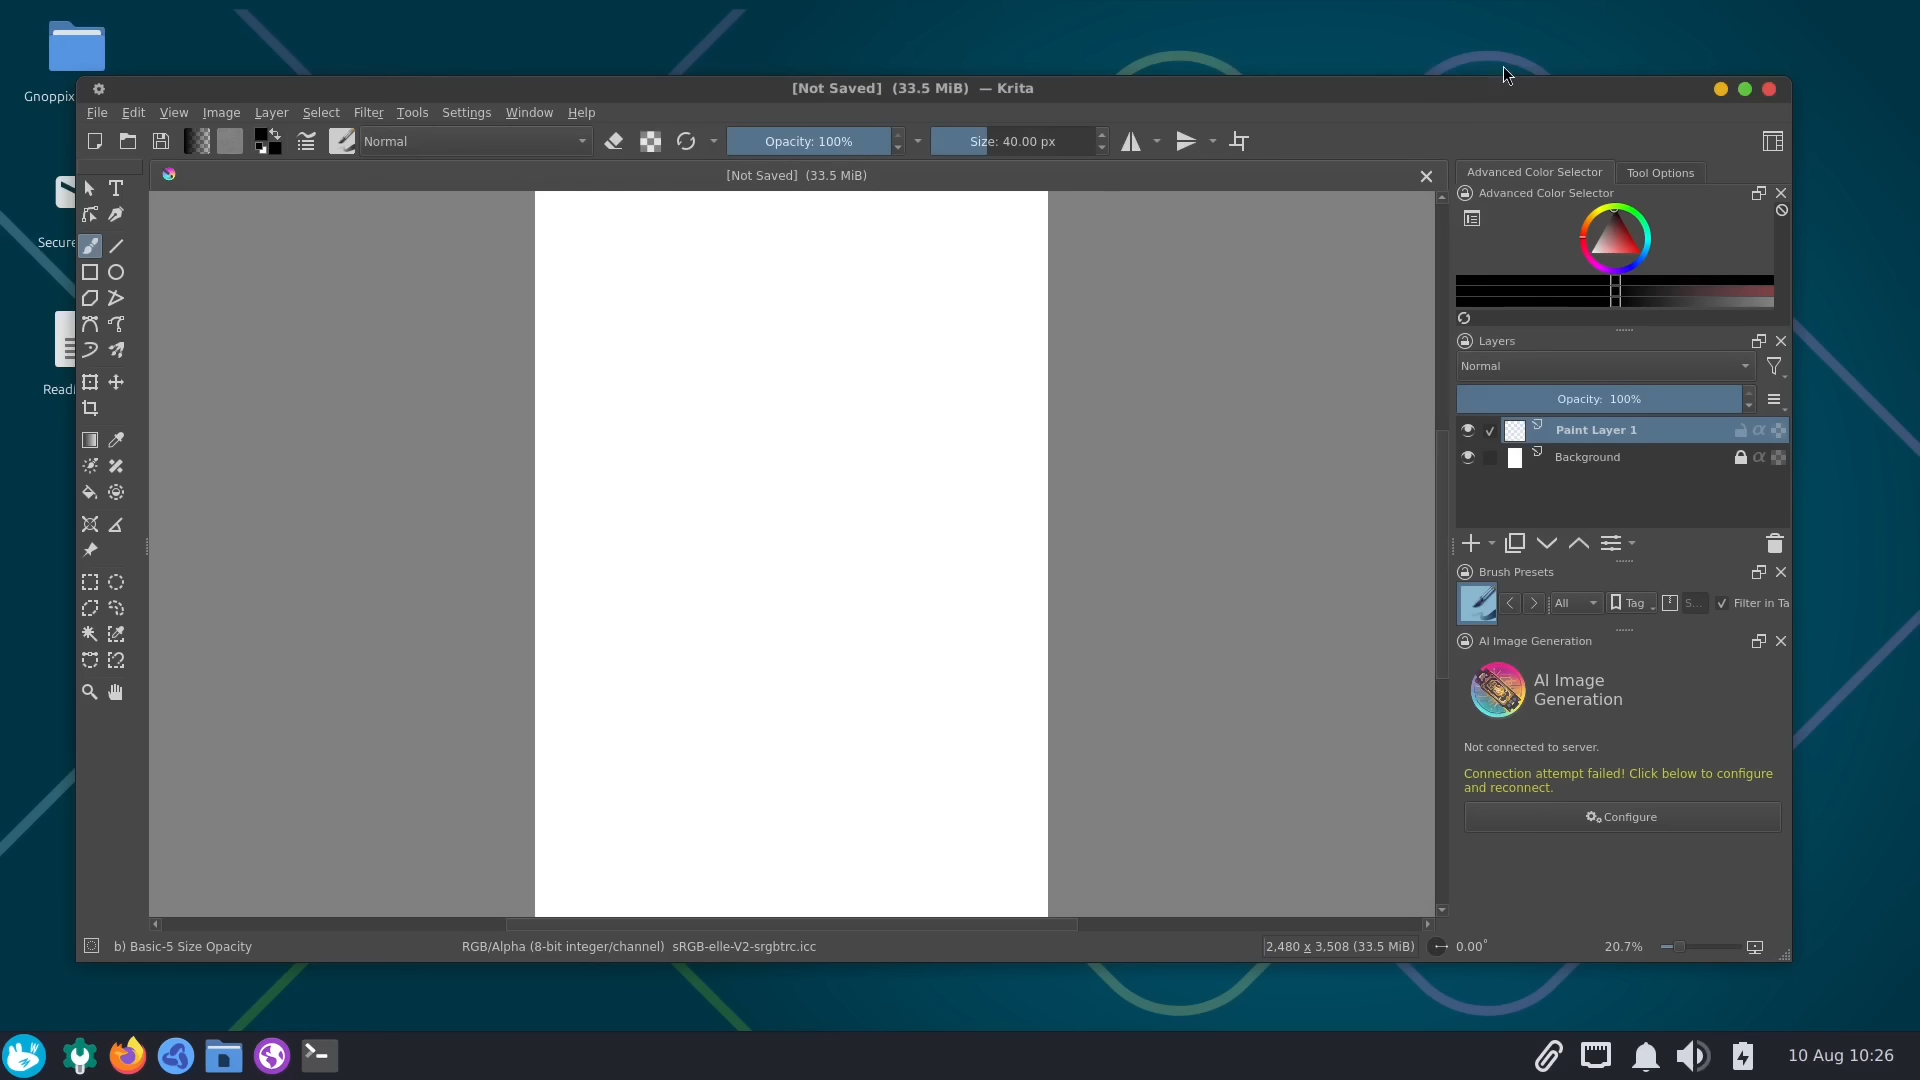 Gnoppix
Secure
Readi
[Not Saved] (33.5 MiB) — Krita
File Edit View Image Layer Select Filter Tools Settings Window Help
Normal
Opacity: 100%
Size: 40.00 px
[Not Saved] (33.5 MiB)
Advanced Color Selector
Tool Options
Advanced Color Selector
Layers
Normal
Opacity: 100%
Paint Layer 1
Background
Brush Presets
All
Tag
S...
Filter in Ta
AI Image Generation
AI Image
Generation
Not connected to server.
Connection attempt failed! Click below to configure
and reconnect.
Configure
b) Basic-5 Size Opacity
RGB/Alpha (8-bit integer/channel) sRGB-elle-V2-srgbtrc.icc
2,480 x 3,508 (33.5 MiB)
0.00°
20.7%
10 Aug 10:26